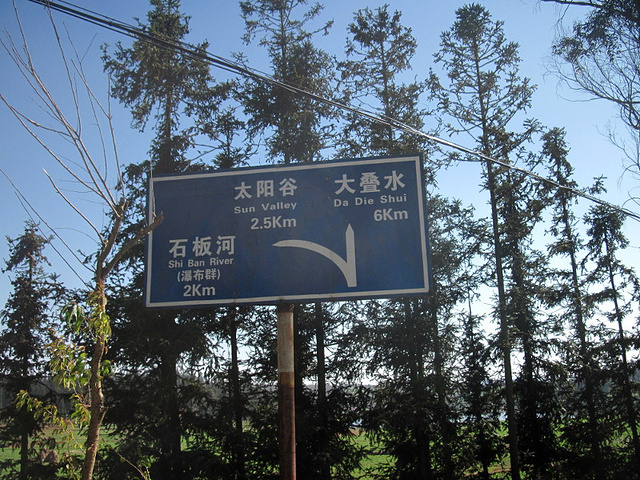 太阳谷
Sun Valley
2.5Km
大叠水
Da Die Shui
6Km
石板河
Shi Ban River
(瀑布群)
2Km